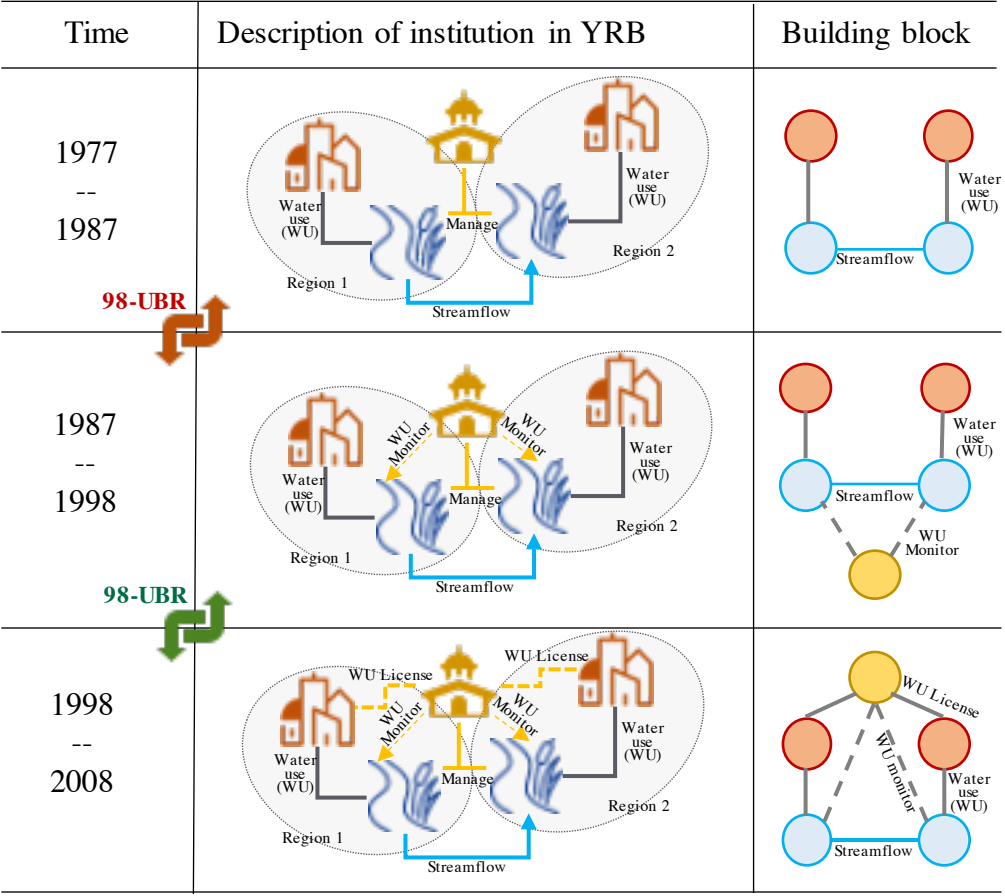 Time
Description of institution in YRB
Building block
1977
--
1987
Water
use
(WU)
Manage
Water use
(WU)
Region 1
Region 2
Streamflow
Water
use
(WU)
Streamflow
98-UBR
1987
--
1998
WU
Monitor
WU
Monitor
Water
use
(WU)
Manage
Water use
(WU)
Region 1
Region 2
Streamflow
Water
use
(WU)
Streamflow
WU
Monitor
98-UBR
1998
--
2008
WU License
WU License
WU
Monitor
WU
Monitor
Water
use
(WU)
Manage
Water use
(WU)
Region 1
Region 2
Streamflow
WU License
WU monitor
Water
use
(WU)
Streamflow